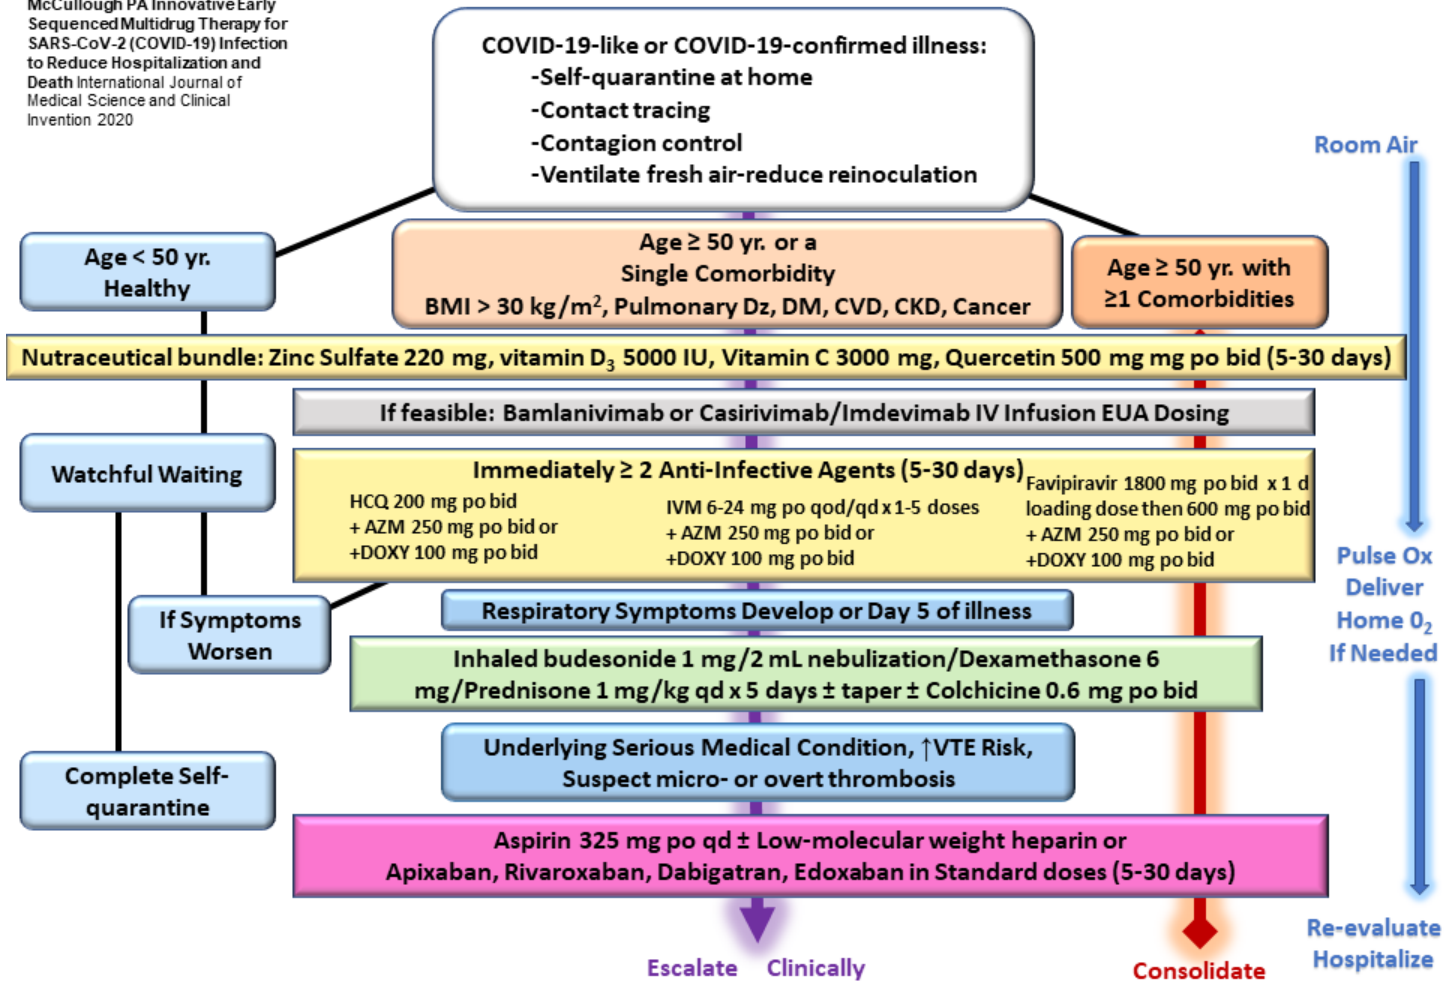 McCullough PA Innovative Early
Sequenced Multidrug Therapy for
SARS-CoV-2 (COVID-19) Infection
to Reduce Hospitalization and
Death International Journal of
Medical Science and Clinical
Invention 2020
COVID-19-like or COVID-19-confirmed illness:
-Self-quarantine at home
-Contact tracing
-Contagion control
-Ventilate fresh air-reduce reinoculation
Room Air
Age < 50 yr.
Healthy
Age ≥ 50 yr. or a
Single Comorbidity
BMI > 30 kg/m², Pulmonary Dz, DM, CVD, CKD, Cancer
Age ≥ 50 yr. with
≥1 Comorbidities
Nutraceutical bundle: Zinc Sulfate 220 mg, vitamin D₃ 5000 IU, Vitamin C 3000 mg, Quercetin 500 mg mg po bid (5-30 days)
If feasible: Bamlanivimab or Casirivimab/Imdevimab IV Infusion EUA Dosing
Watchful Waiting
Immediately ≥ 2 Anti-Infective Agents (5-30 days)
HCQ 200 mg po bid
+ AZM 250 mg po bid or
+DOXY 100 mg po bid
IVM 6-24 mg po qod/qd x 1-5 doses
+ AZM 250 mg po bid or
+DOXY 100 mg po bid
Favipiravir 1800 mg po bid x 1 d
loading dose then 600 mg po bid
+ AZM 250 mg po bid or
+DOXY 100 mg po bid
Pulse Ox
Deliver
Home 0₂
If Needed
If Symptoms
Worsen
Respiratory Symptoms Develop or Day 5 of illness
Inhaled budesonide 1 mg/2 mL nebulization/Dexamethasone 6
mg/Prednisone 1 mg/kg qd x 5 days ± taper ± Colchicine 0.6 mg po bid
Underlying Serious Medical Condition, ↑VTE Risk,
Suspect micro- or overt thrombosis
Complete Self-
quarantine
Aspirin 325 mg po qd ± Low-molecular weight heparin or
Apixaban, Rivaroxaban, Dabigatran, Edoxaban in Standard doses (5-30 days)
Escalate Clinically
Consolidate
Re-evaluate
Hospitalize